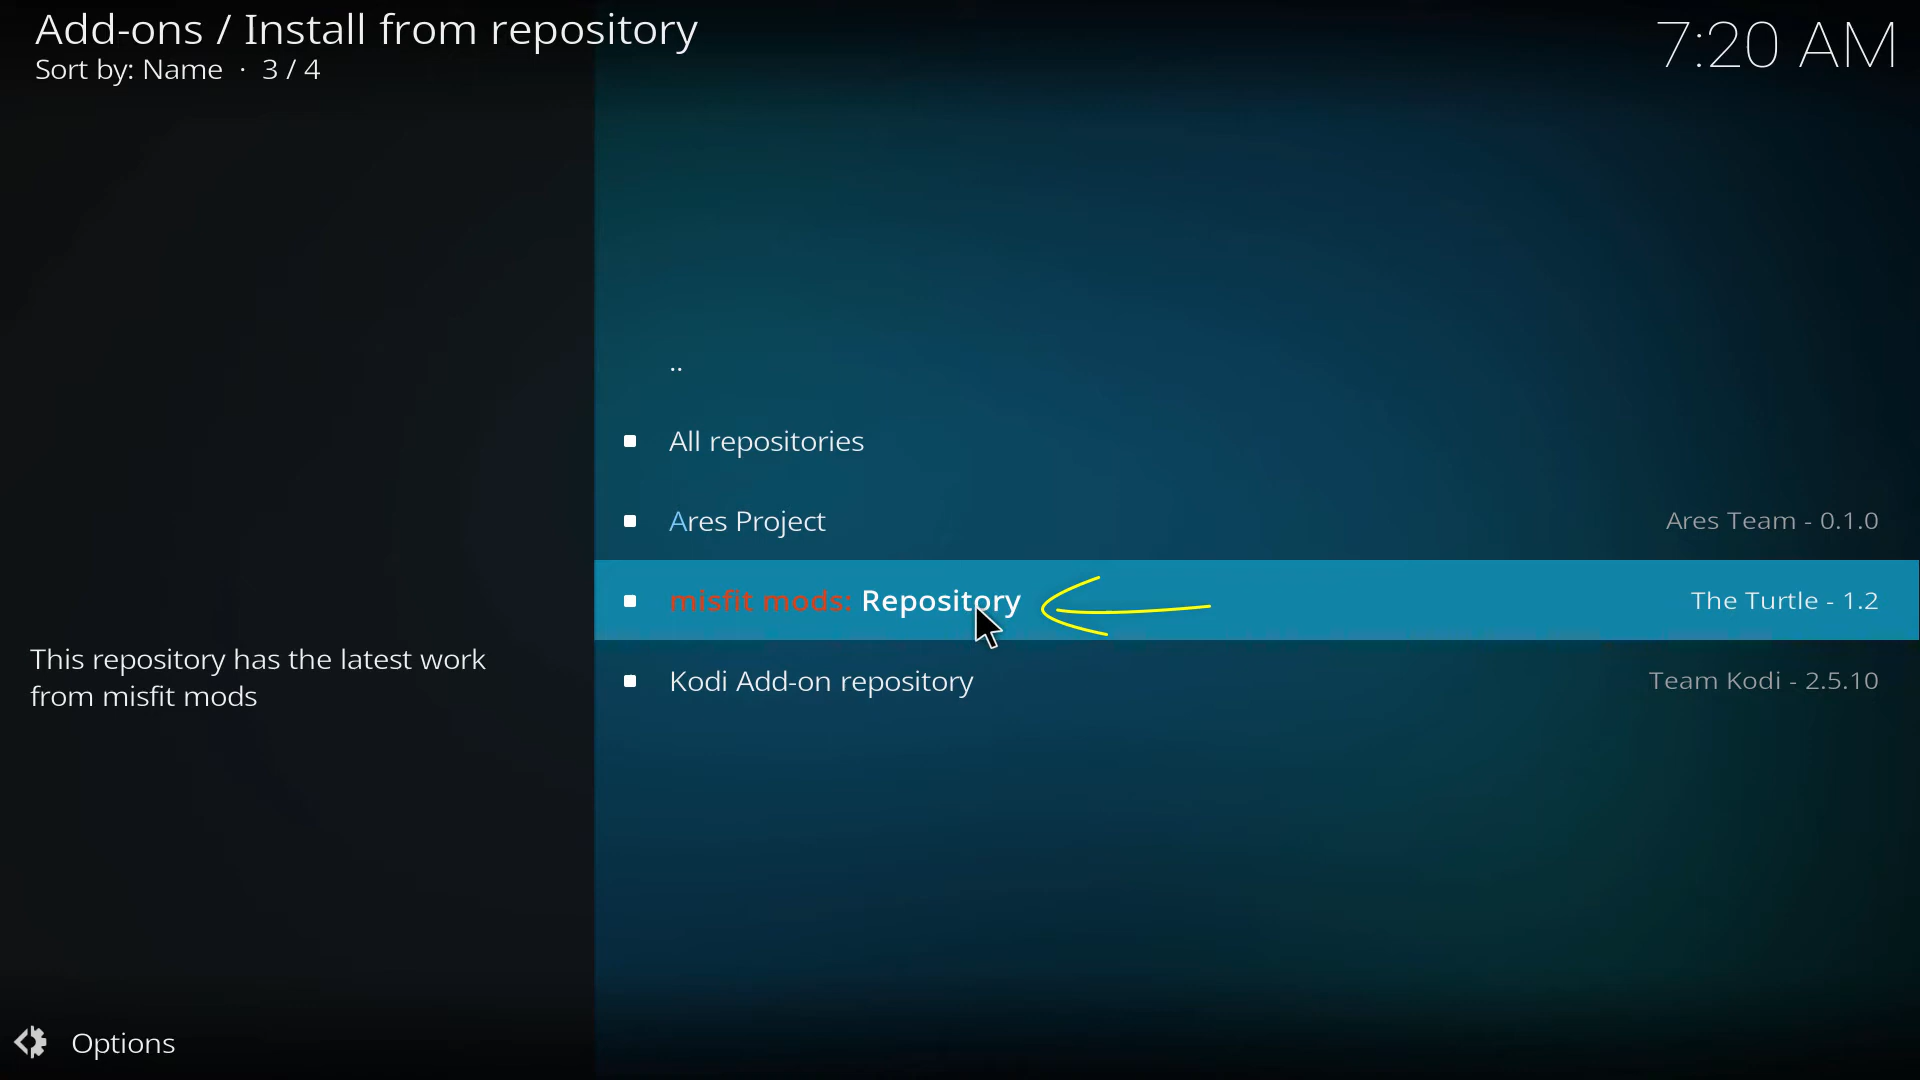 Add-ons / Install from repository
Sort by: Name · 3 / 4
7:20 AM
..
All repositories
Ares Project
Ares Team - 0.1.0
misfit mods: Repository
The Turtle - 1.2
Kodi Add-on repository
Team Kodi - 2.5.10
This repository has the latest work
from misfit mods
Options